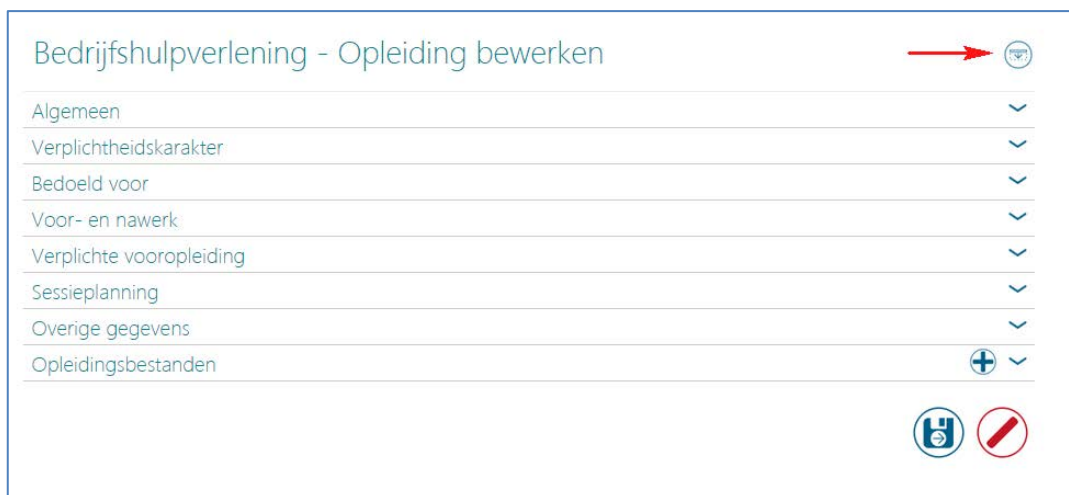 Bedrijfshulpverlening - Opleiding bewerken
Algemeen
Verplichtheidskarakter
Bedoeld voor
Voor- en nawerk
Verplichte vooropleiding
Sessieplanning
Overige gegevens
Opleidingsbestanden